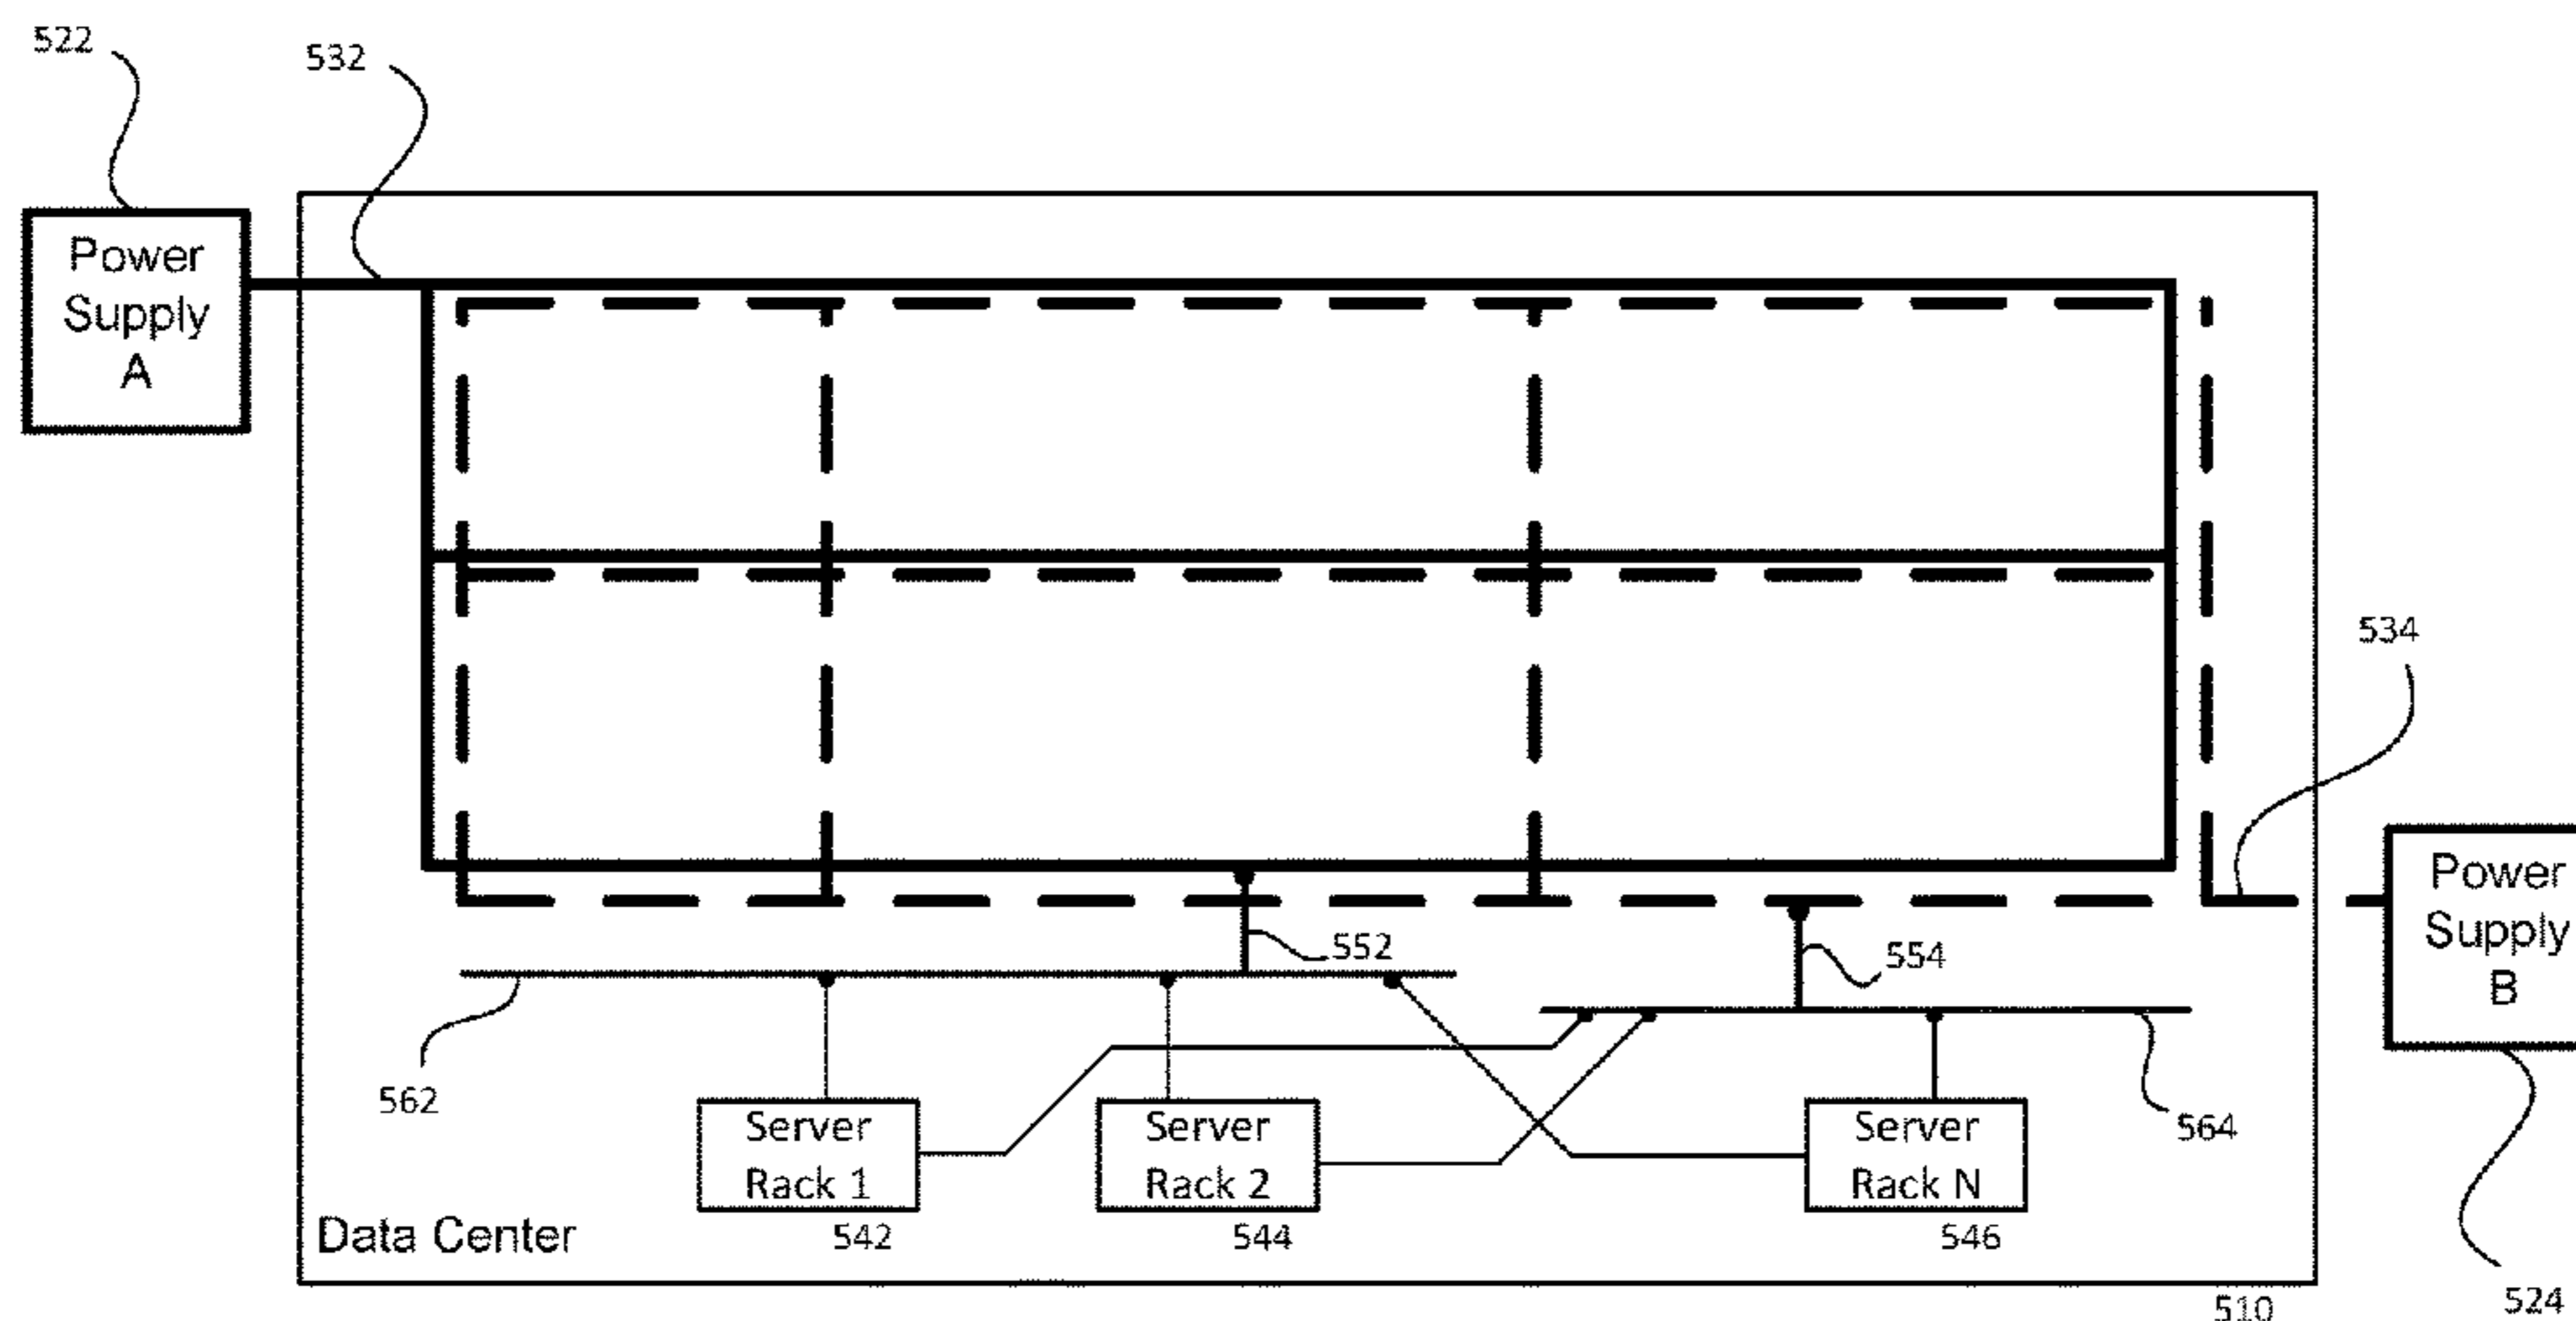 522
532
Power
Supply
A
534
Power
Supply
B
552
554
562
564
Server
Rack 1
542
Server
Rack 2
544
Server
Rack N
546
Data Center
510
524